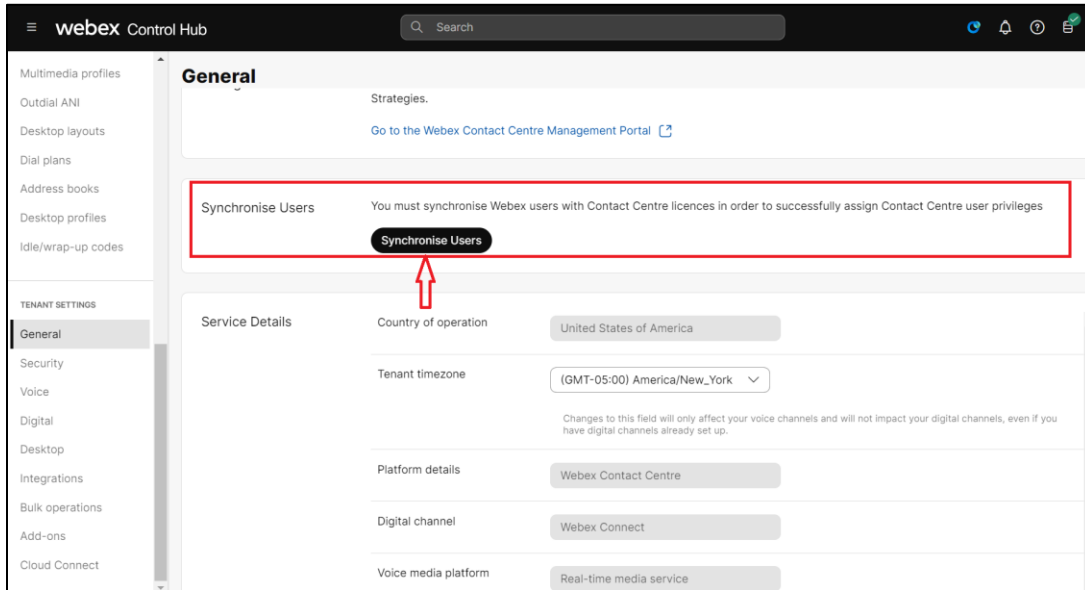 webex Control Hub
Search
Multimedia profiles
Outdial ANI
Desktop layouts
Dial plans
Address books
Desktop profiles
Idle/wrap-up codes
TENANT SETTINGS
General
Security
Voice
Digital
Desktop
Integrations
Bulk operations
Add-ons
Cloud Connect
General
Strategies.
Go to the Webex Contact Centre Management Portal
Synchronise Users
You must synchronise Webex users with Contact Centre licences in order to successfully assign Contact Centre user privileges
Synchronise Users
Service Details
Country of operation
United States of America
Tenant timezone
(GMT-05:00) America/New_York
Changes to this field will only affect your voice channels and will not impact your digital channels, even if you
have digital channels already set up.
Platform details
Webex Contact Centre
Digital channel
Webex Connect
Voice media platform
Real-time media service